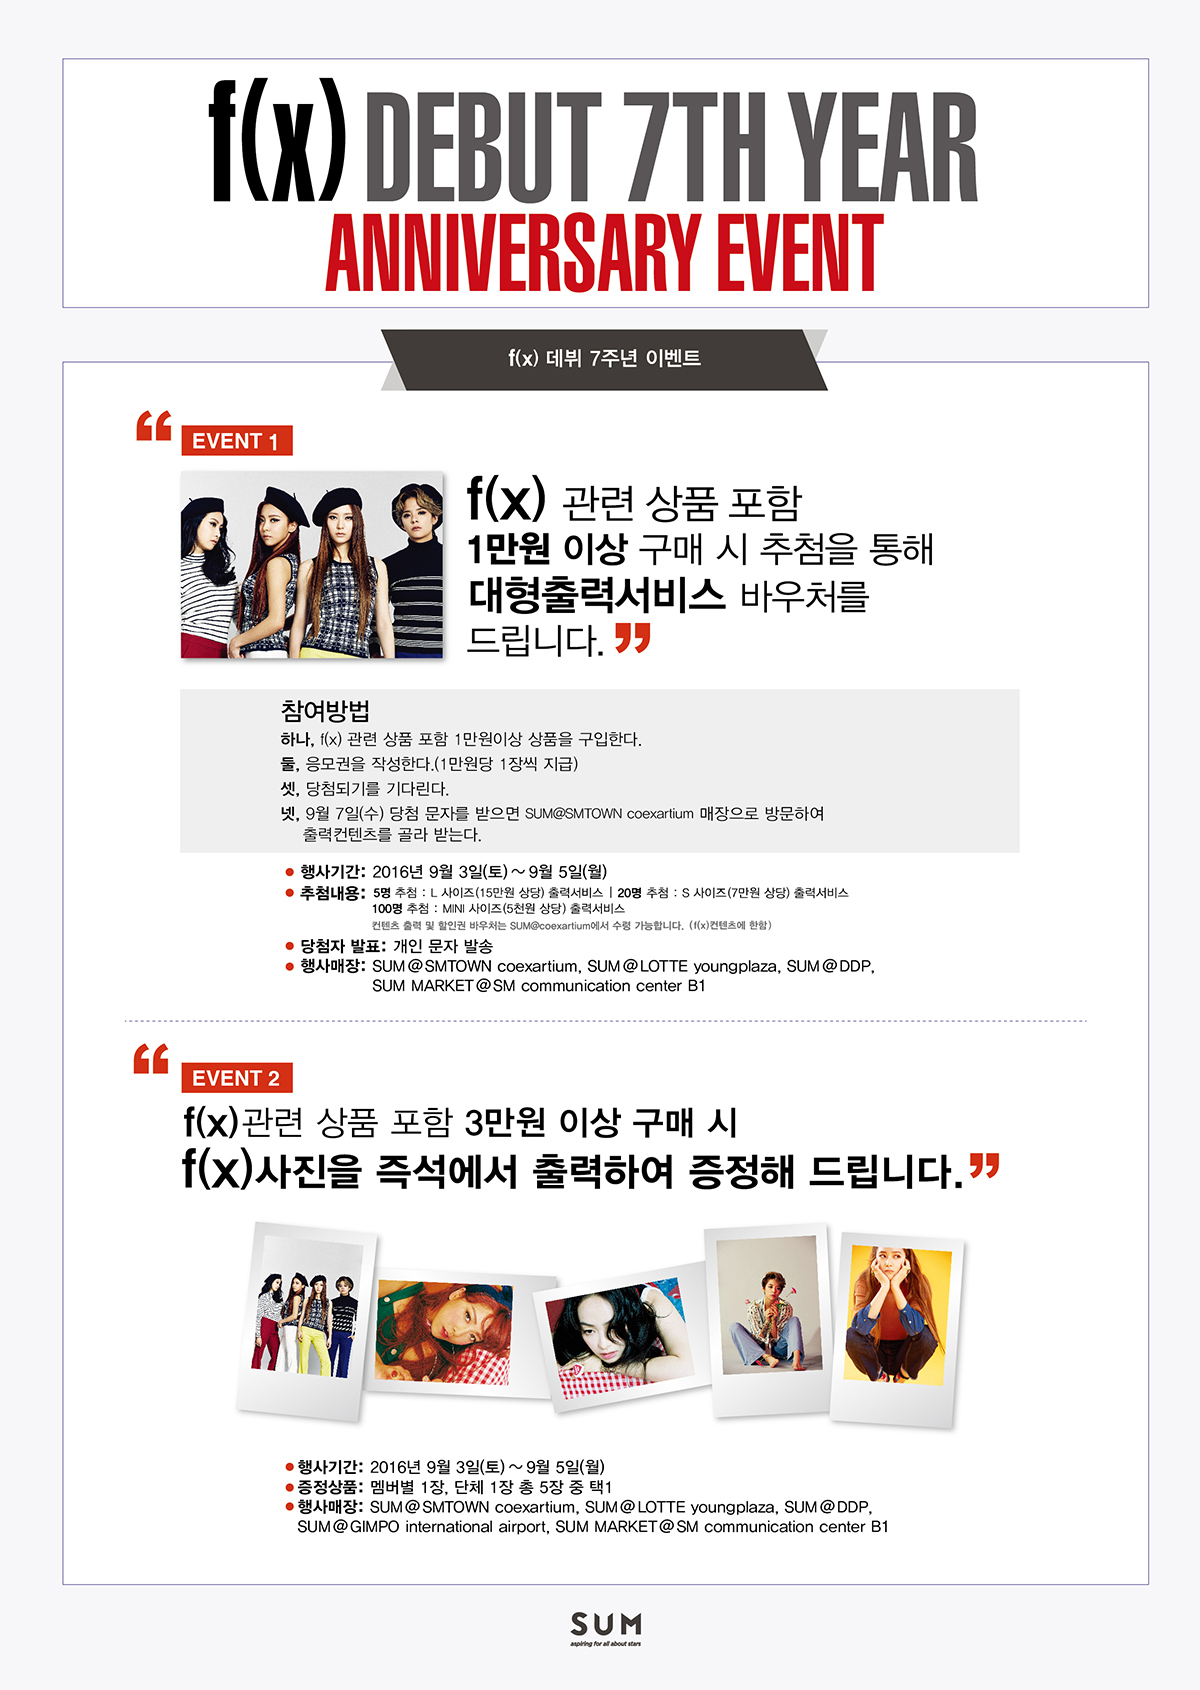 f(x) DEBUT 7TH YEAR
ANNIVERSARY EVENT
f(x) 데뷔 7주년 이벤트
“
EVENT 1
f(x) 관련 상품 포함
1만원 이상 구매 시 추첨을 통해
대형출력서비스 바우처를
드립니다. ”
참여방법
하나, f(x) 관련 상품 포함 1만원이상 상품을 구입한다.
둘, 응모권을 작성한다.(1만원당 1장씩 지급)
셋, 당첨되기를 기다린다.
넷, 9월 7일(수) 당첨 문자를 받으면 SUM@SMTOWN coexartium 매장으로 방문하여
출력컨텐츠를 골라 받는다.
● 행사기간: 2016년 9월 3일(토) ~ 9월 5일(월)
● 추첨내용: 5명 추첨 : L 사이즈(15만원 상당) 출력서비스 | 20명 추첨 : S 사이즈(7만원 상당) 출력서비스
100명 추첨 : MINI 사이즈(5천원 상당) 출력서비스
컨텐츠 출력 및 할인권 바우처는 SUM@coexartium에서 수령 가능합니다. (f(x)컨텐츠에 한함)
● 당첨자 발표: 개인 문자 발송
● 행사매장: SUM@SMTOWN coexartium, SUM@LOTTE youngplaza, SUM@DDP,
SUM MARKET@SM communication center B1
“
EVENT 2
f(x)관련 상품 포함 3만원 이상 구매 시
f(x)사진을 즉석에서 출력하여 증정해 드립니다.”
● 행사기간: 2016년 9월 3일(토) ~ 9월 5일(월)
● 증정상품: 멤버별 1장, 단체 1장 총 5장 중 택1
● 행사매장: SUM@SMTOWN coexartium, SUM@LOTTE youngplaza, SUM@DDP,
SUM@GIMPO international airport, SUM MARKET@SM communication center B1
SUM
aspiring for all about stars